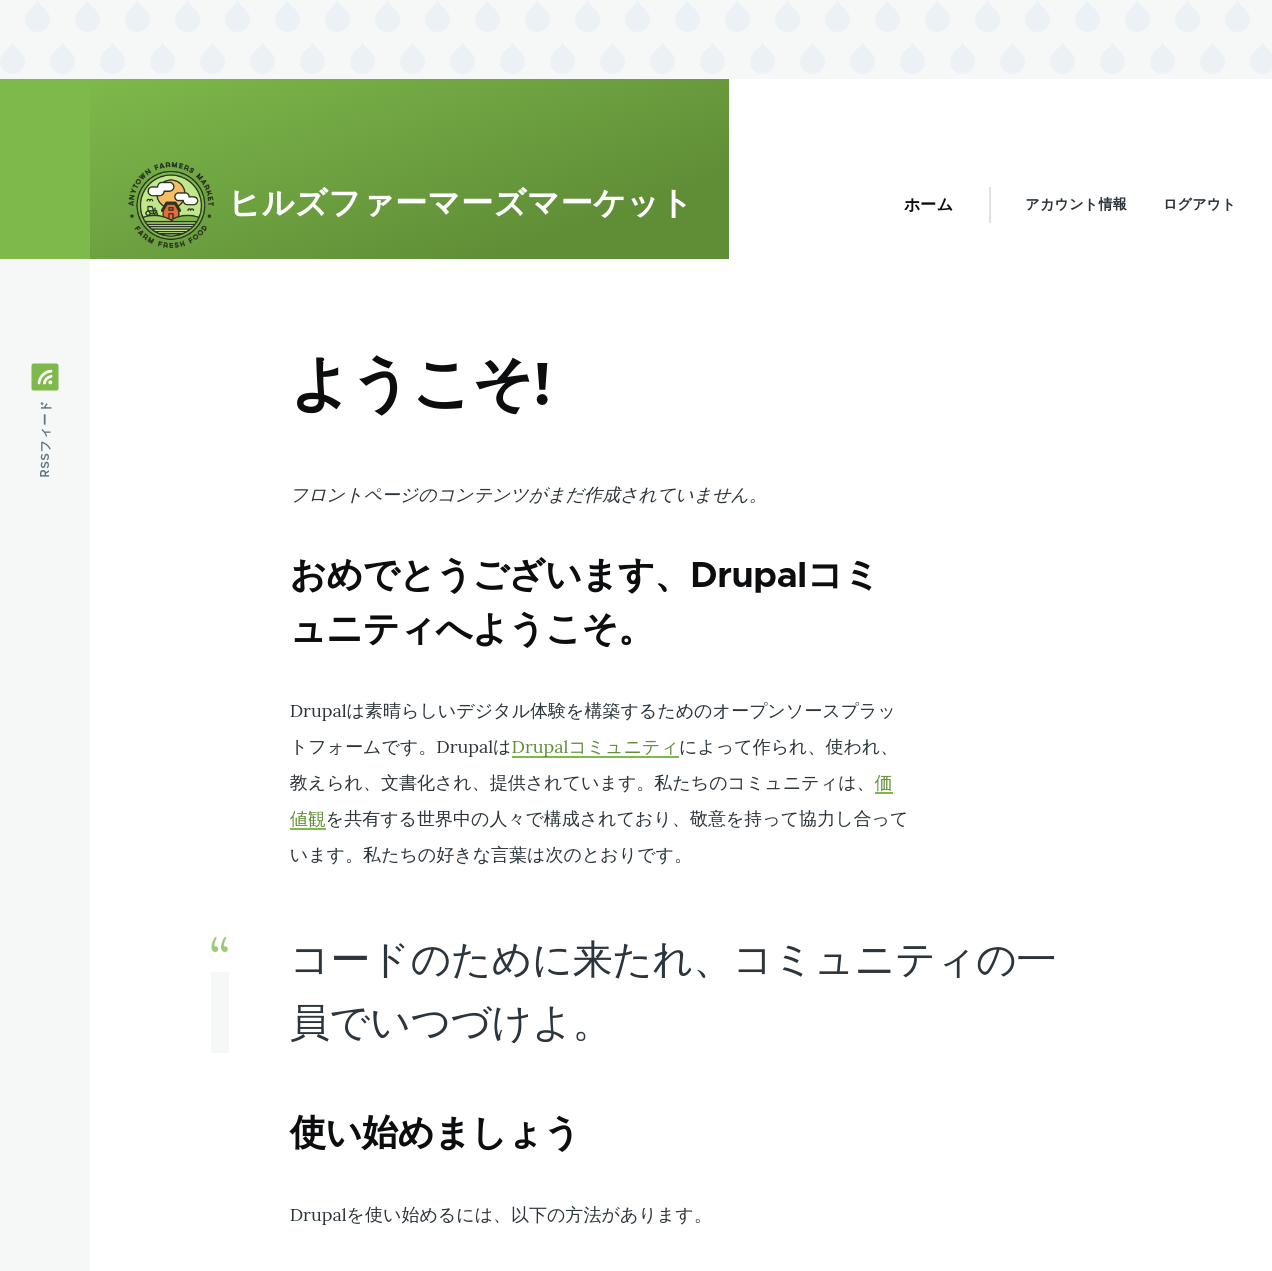 ANYTOWN FARMERS MARKET
FARM FRESH FOOD
ヒルズファーマーズマーケット
ホーム
アカウント情報
ログアウト
RSSフィード
ようこそ!
フロントページのコンテンツがまだ作成されていません。
おめでとうございます、Drupalコミ
ュニティへようこそ。
Drupalは素晴らしいデジタル体験を構築するためのオープンソースプラッ
トフォームです。DrupalはDrupalコミュニティによって作られ、使われ、
教えられ、文書化され、提供されています。私たちのコミュニティは、価
値観を共有する世界中の人々で構成されており、敬意を持って協力し合って
います。私たちの好きな言葉は次のとおりです。
“
コードのために来たれ、コミュニティの一
員でいつづけよ。
使い始めましょう
Drupalを使い始めるには、以下の方法があります。